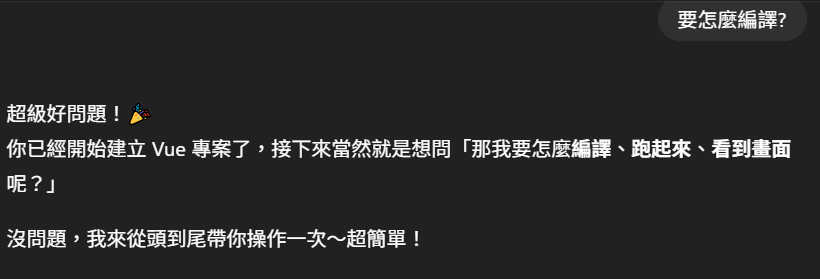 要怎麼編譯?
超級好問題！🎉
你已經開始建立 Vue 專案了，接下來當然就是想問「那我要怎麼編譯、跑起來、看到畫面
呢？」
沒問題，我來從頭到尾帶你操作一次～超簡單！